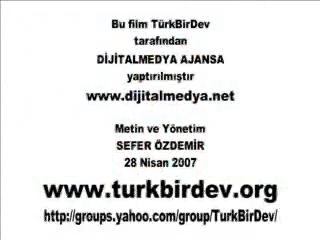 Bu film TürkBirDev
tarafından
DİJİTALMEDYA AJANSA
yaptırılmıştır
www.dijitalmedya.net
Metin ve Yönetim
SEFER ÖZDEMİR
28 Nisan 2007
www.turkbirdev.org
http://groups.yahoo.com/group/TurkBirDev/